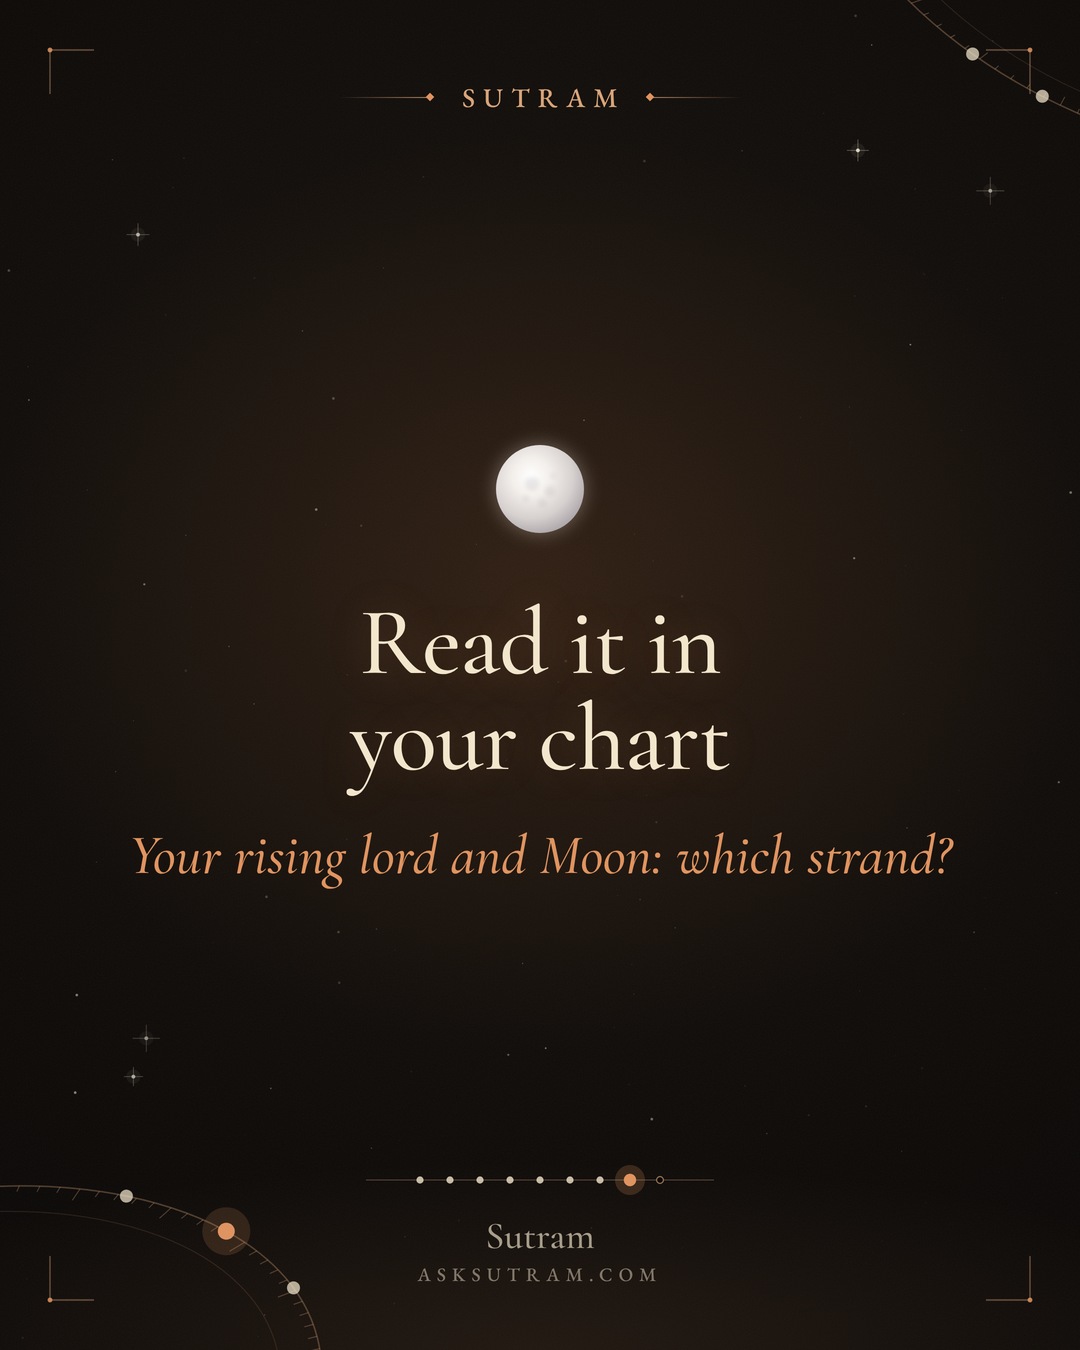 SUTRAM
Read it in
your chart
Your rising lord and Moon: which strand?
Sutram
ASKSUTRAM.COM